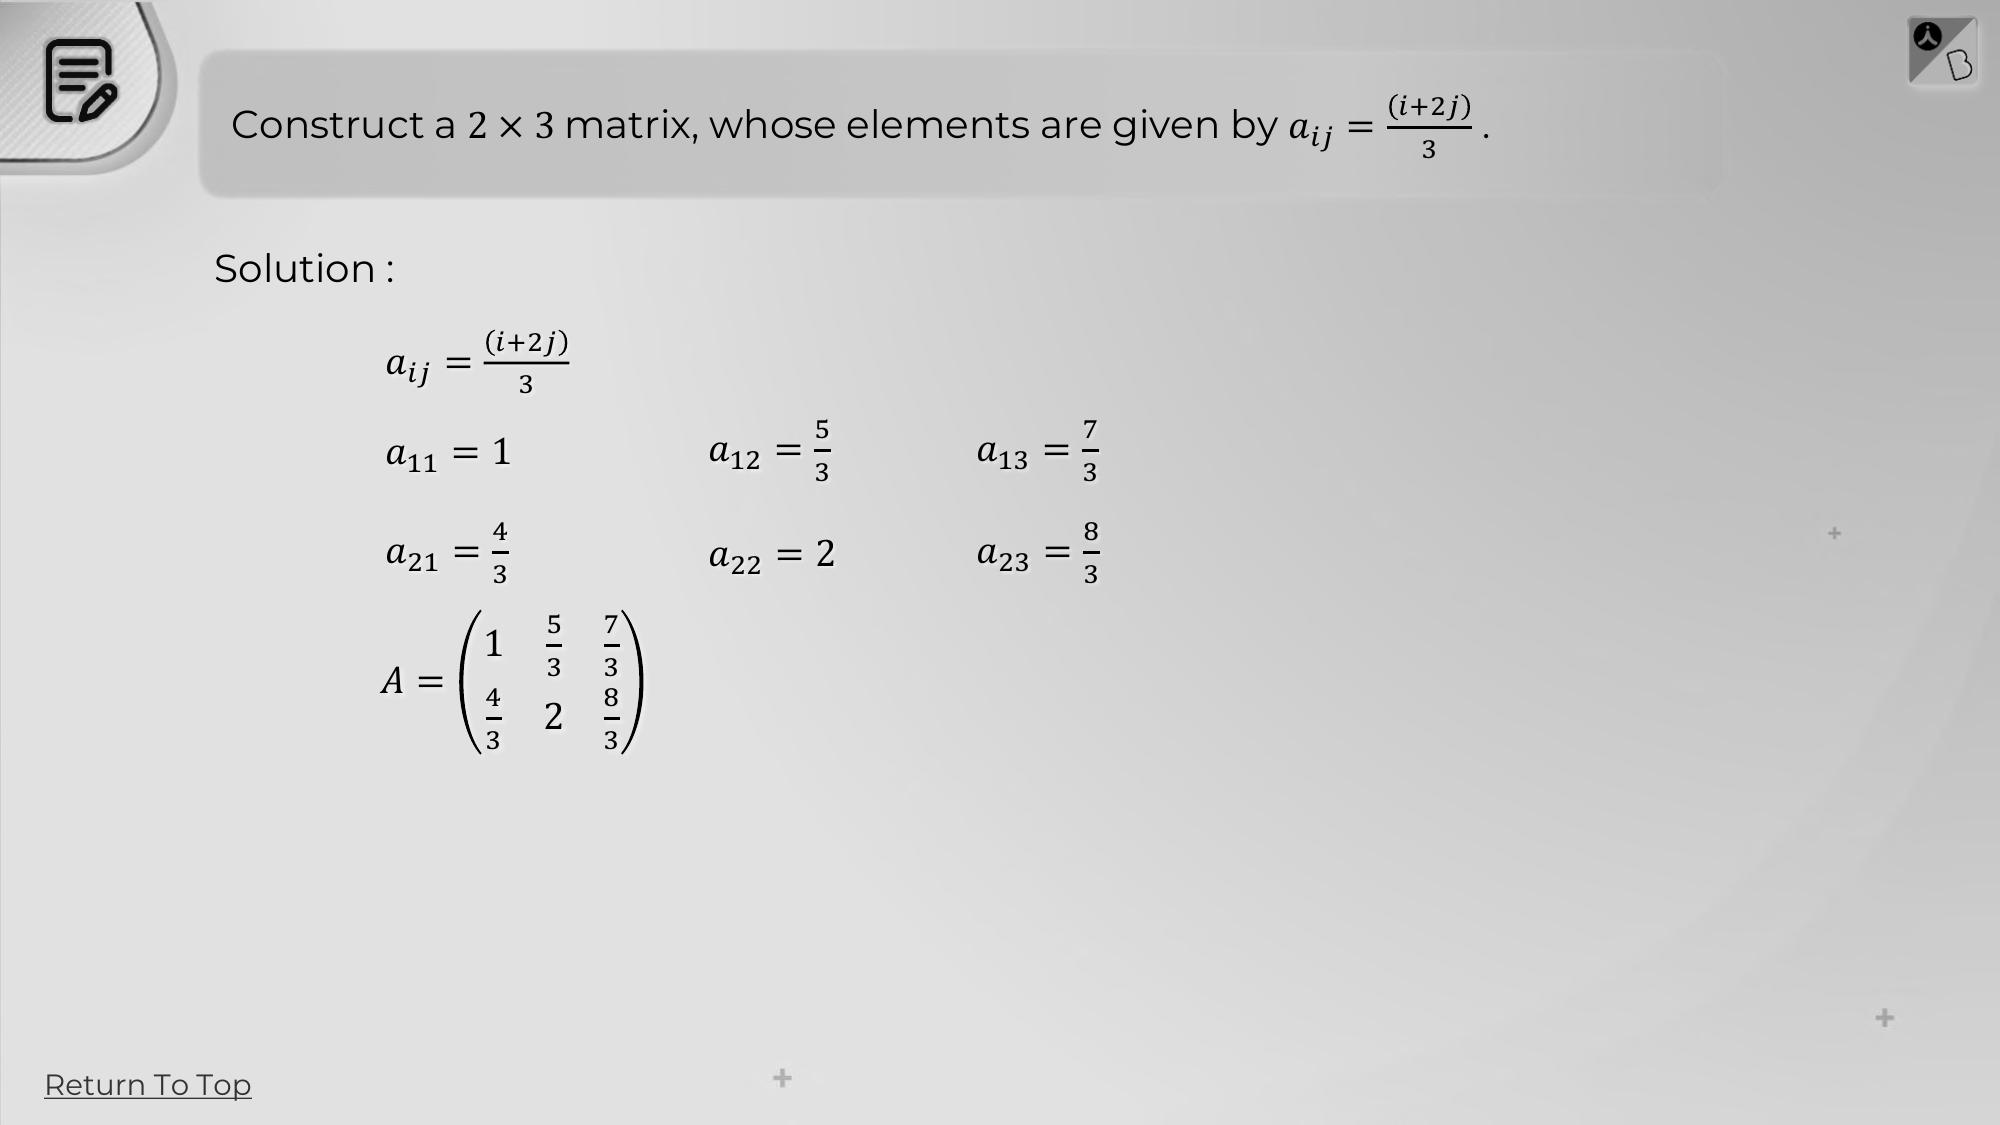 Construct a 2 × 3 matrix, whose elements are given by a_{ij} = \frac{(i+2j)}{3} .
Solution :
a_{ij} = \frac{(i+2j)}{3}
a_{11} = 1 a_{12} = \frac{5}{3} a_{13} = \frac{7}{3}
a_{21} = \frac{4}{3} a_{22} = 2 a_{23} = \frac{8}{3}
A = \begin{pmatrix} 1 & \frac{5}{3} & \frac{7}{3} \\ \frac{4}{3} & 2 & \frac{8}{3} \end{pmatrix}
Return To Top